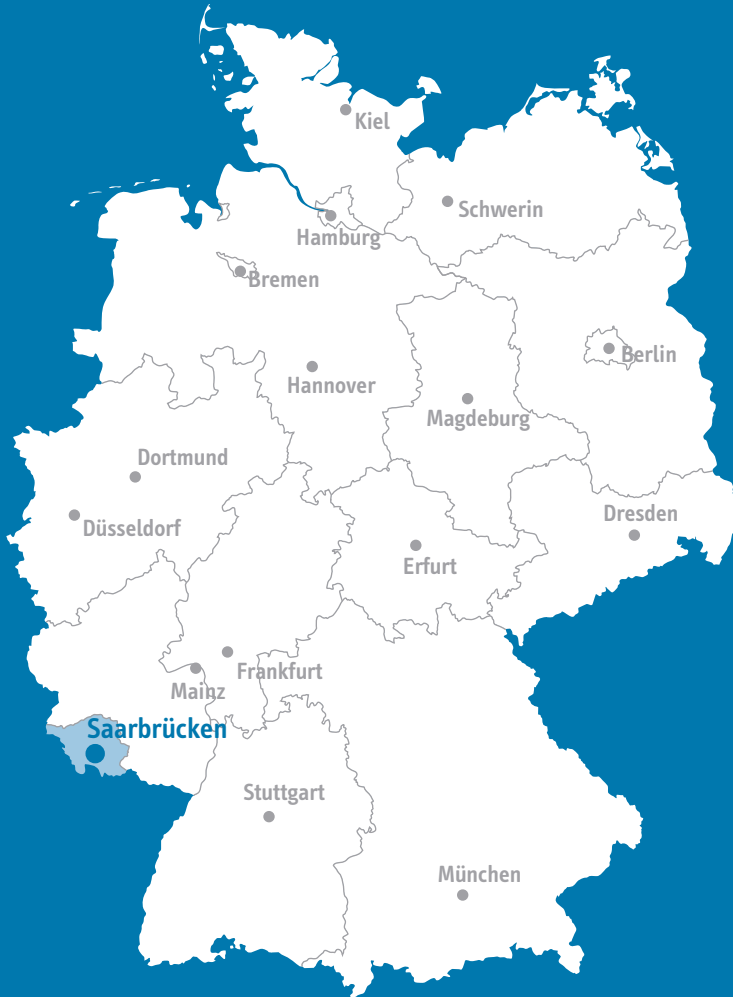 Kiel
Schwerin
Hamburg
Bremen
Berlin
Hannover
Magdeburg
Dortmund
Dresden
Düsseldorf
Erfurt
Frankfurt
Mainz
Saarbrücken
Stuttgart
München